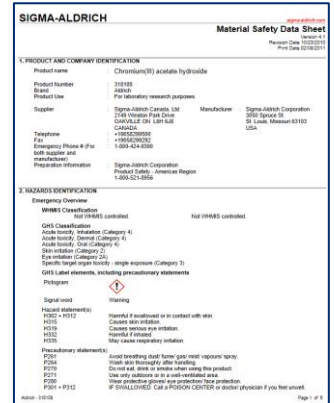 SIGMA-ALDRICH
sigma-aldrich.com
Material Safety Data Sheet
Version 4.1
Revision Date 10/23/2010
Print Date 02/09/2011
1. PRODUCT AND COMPANY IDENTIFICATION
Product name : Chromium(III) acetate hydroxide
Product Number : 318108
Brand : Aldrich
Product Use : For laboratory research purposes
Supplier : Sigma-Aldrich Canada, Ltd Manufacturer : Sigma-Aldrich Corporation
2149 Winston Park Drive 3050 Spruce St.
OAKVILLE ON L6H 6J8 St. Louis, Missouri 63103
CANADA USA
Telephone : +19058299500
Fax : +19058299292
Emergency Phone # (For : 1-800-424-9300
both supplier and
manufacturer)
Preparation Information : Sigma-Aldrich Corporation
Product Safety - Americas Region
1-800-521-8956
2. HAZARDS IDENTIFICATION
Emergency Overview
WHMIS Classification
Not WHMIS controlled. Not WHMIS controlled.
GHS Classification
Acute toxicity, Inhalation (Category 4)
Acute toxicity, Dermal (Category 4)
Acute toxicity, Oral (Category 4)
Skin irritation (Category 2)
Eye irritation (Category 2A)
Specific target organ toxicity - single exposure (Category 3)
GHS Label elements, including precautionary statements
Pictogram
Signal word Warning
Hazard statement(s)
H302 + H312 Harmful if swallowed or in contact with skin.
H315 Causes skin irritation.
H319 Causes serious eye irritation.
H332 Harmful if inhaled.
H335 May cause respiratory irritation.
Precautionary statement(s)
P261 Avoid breathing dust/ fume/ gas/ mist/ vapours/ spray.
P264 Wash skin thoroughly after handling.
P270 Do not eat, drink or smoke when using this product.
P271 Use only outdoors or in a well-ventilated area.
P280 Wear protective gloves/ eye protection/ face protection.
P301 + P312 IF SWALLOWED: Call a POISON CENTER or doctor/ physician if you feel unwell.
Aldrich - 318108 Page 1 of 8